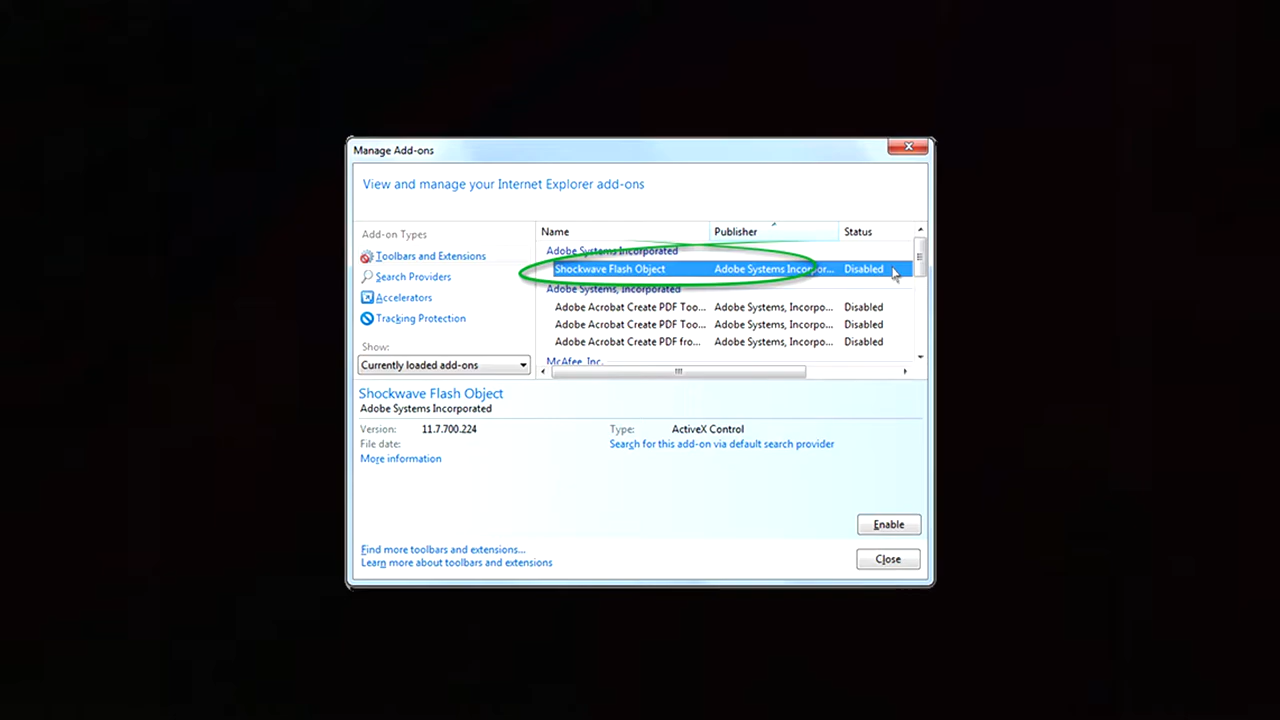 Manage Add-ons
View and manage your Internet Explorer add-ons
Add-on Types
Toolbars and Extensions
Search Providers
Accelerators
Tracking Protection
Show:
Currently loaded add-ons
Name Publisher Status
Adobe Systems Incorporated
Shockwave Flash Object Adobe Systems Incorpor... Disabled
Adobe Systems, Incorporated
Adobe Acrobat Create PDF Too... Adobe Systems, Incorpo... Disabled
Adobe Acrobat Create PDF Too... Adobe Systems, Incorpo... Disabled
Adobe Acrobat Create PDF fro... Adobe Systems, Incorpo... Disabled
McAfee, Inc.
Shockwave Flash Object
Adobe Systems Incorporated
Version: 11.7.700.224 Type: ActiveX Control
File date: Search for this add-on via default search provider
More information
Enable
Find more toolbars and extensions...
Learn more about toolbars and extensions
Close